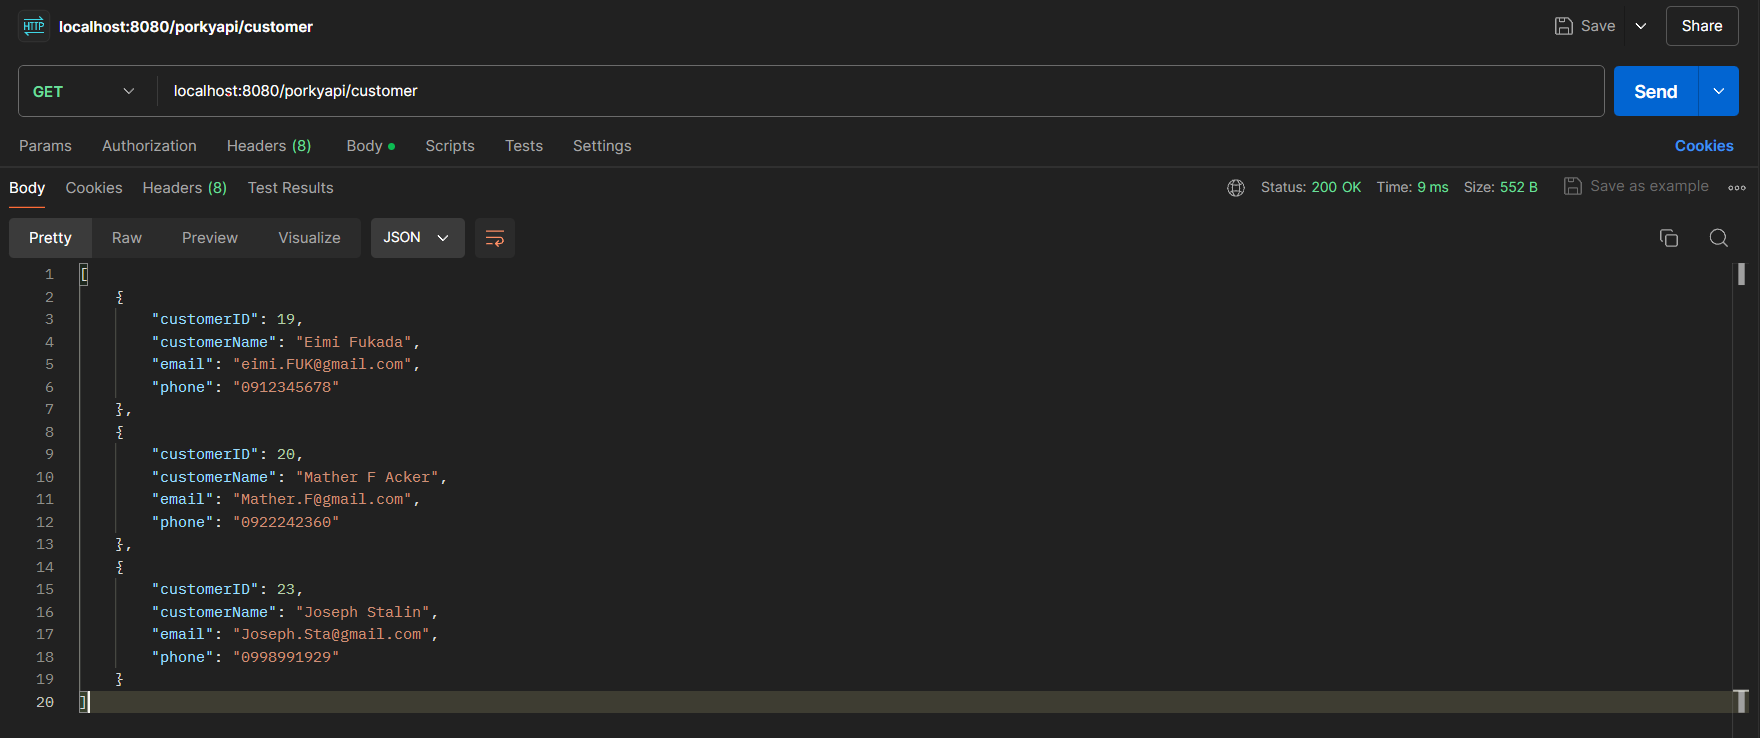 HTTP localhost:8080/porkyapi/customer Save Share
GET localhost:8080/porkyapi/customer Send
Params Authorization Headers (8) Body Scripts Tests Settings Cookies
Body Cookies Headers (8) Test Results Status: 200 OK Time: 9 ms Size: 552 B Save as example
Pretty Raw Preview Visualize JSON
1 [
2 {
3 "customerID": 19,
4 "customerName": "Eimi Fukada",
5 "email": "eimi.FUK@gmail.com",
6 "phone": "0912345678"
7 },
8 {
9 "customerID": 20,
10 "customerName": "Mather F Acker",
11 "email": "Mather.F@gmail.com",
12 "phone": "0922242360"
13 },
14 {
15 "customerID": 23,
16 "customerName": "Joseph Stalin",
17 "email": "Joseph.Sta@gmail.com",
18 "phone": "0998991929"
19 }
20 ]